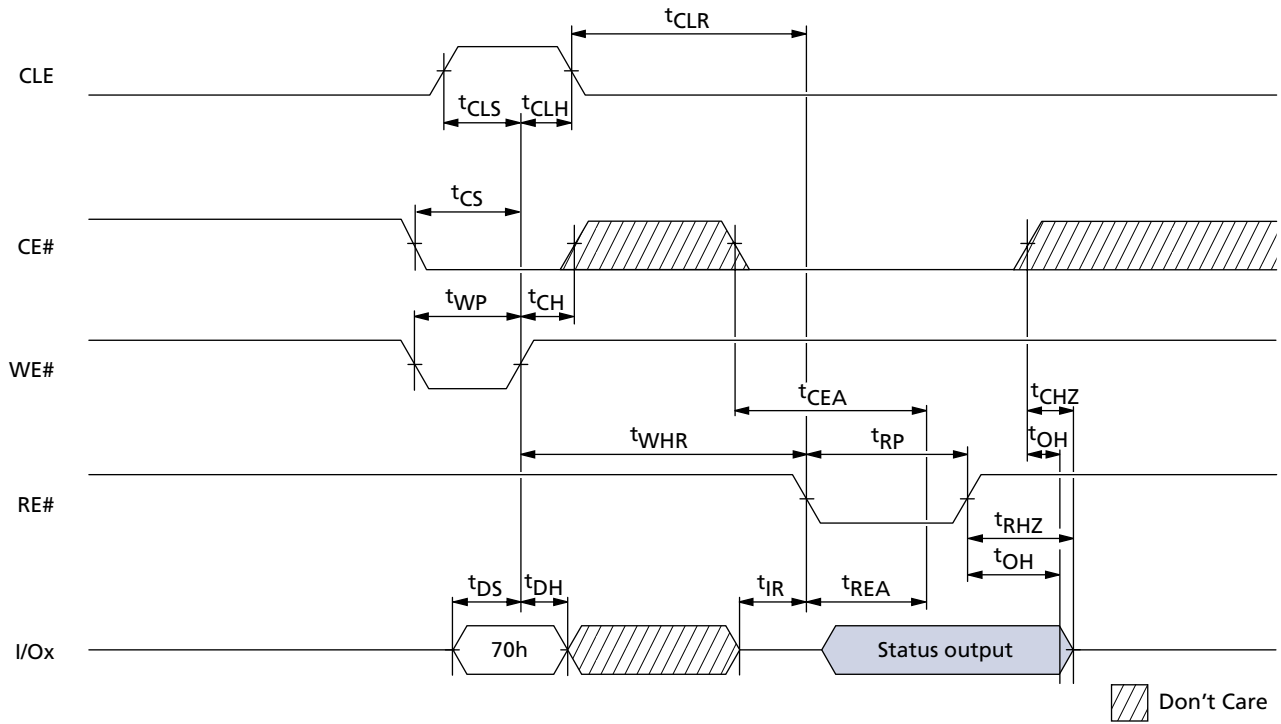 tCLR
CLE
tCLS tCLH
tCS
CE#
tWP tCH
WE#
tCEA tCHZ
tWHR tRP tOH
RE#
tRHZ
tOH
tDS tDH tIR tREA
I/Ox 70h Status output
Don't Care